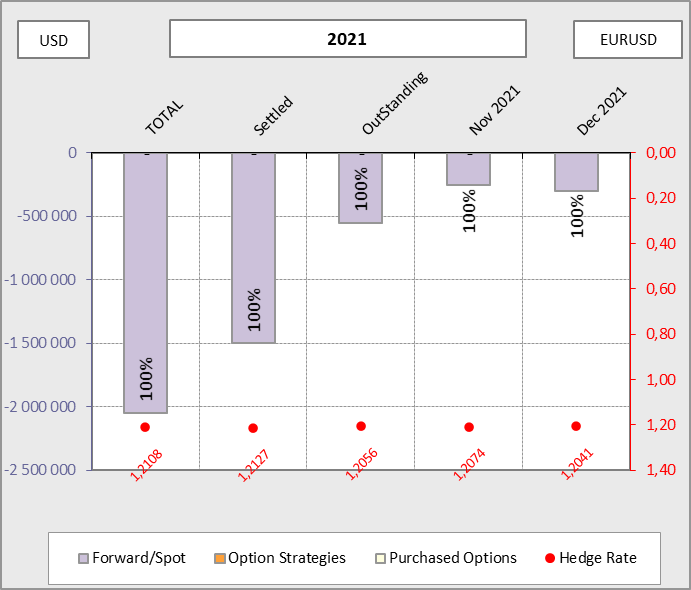 USD
2021
EURUSD
TOTAL
Settled
OutStanding
Nov 2021
Dec 2021
0
-500 000
-1 000 000
-1 500 000
-2 000 000
-2 500 000
100%
100%
100%
100%
100%
0,00
0,20
0,40
0,60
0,80
1,00
1,20
1,40
1,2108
1,2127
1,2056
1,2074
1,2041
Forward/Spot
Option Strategies
Purchased Options
Hedge Rate